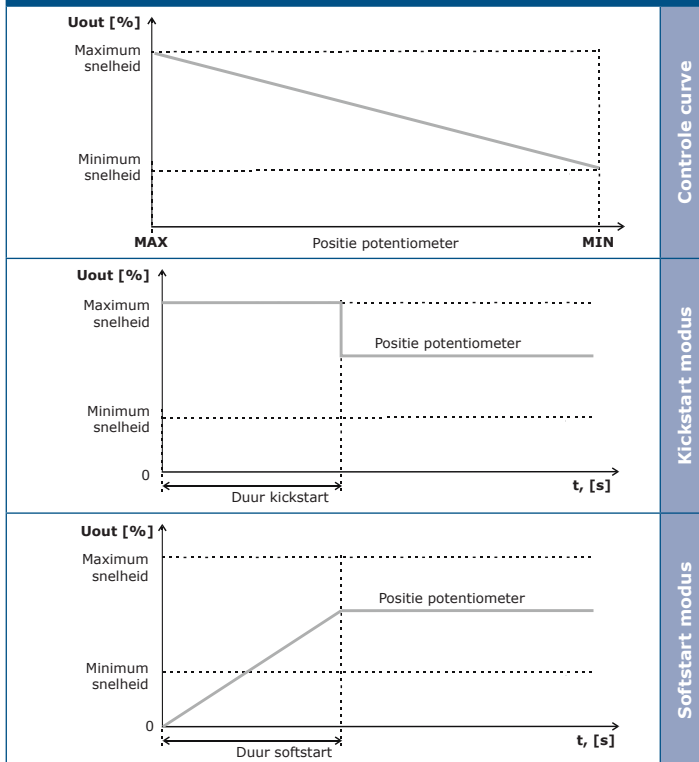 Uout [%]
Maximum
snelheid
Minimum
snelheid
MAX
Positie potentiometer
MIN
Controle curve
Uout [%]
Maximum
snelheid
Positie potentiometer
Minimum
snelheid
0
t, [s]
Duur kickstart
Kickstart modus
Uout [%]
Maximum
snelheid
Positie potentiometer
Minimum
snelheid
0
t, [s]
Duur softstart
Softstart modus